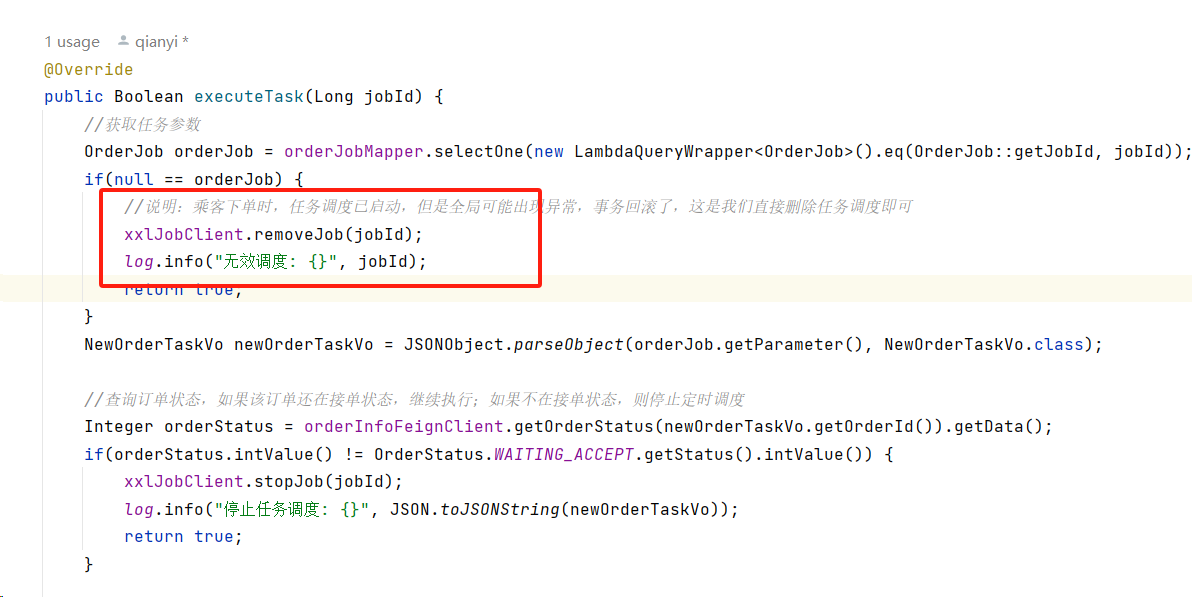 1 usage qianyi *
@Override
public Boolean executeTask(Long jobId) {
//获取任务参数
OrderJob orderJob = orderJobMapper.selectOne(new LambdaQueryWrapper<OrderJob>().eq(OrderJob::getJobId, jobId));
if(null == orderJob) {
//说明：乘客下单时，任务调度已启动，但是全局可能出现异常，事务回滚了，这是我们直接删除任务调度即可
xxlJobClient.removeJob(jobId);
log.info("无效调度: {}", jobId);
return true;
}
NewOrderTaskVo newOrderTaskVo = JSONObject.parseObject(orderJob.getParameter(), NewOrderTaskVo.class);
//查询订单状态，如果该订单还在接单状态，继续执行；如果不在接单状态，则停止定时调度
Integer orderStatus = orderInfoFeignClient.getOrderStatus(newOrderTaskVo.getOrderId()).getData();
if(orderStatus.intValue() != OrderStatus.WAITING_ACCEPT.getStatus().intValue()) {
xxlJobClient.stopJob(jobId);
log.info("停止任务调度: {}", JSON.toJSONString(newOrderTaskVo));
return true;
}